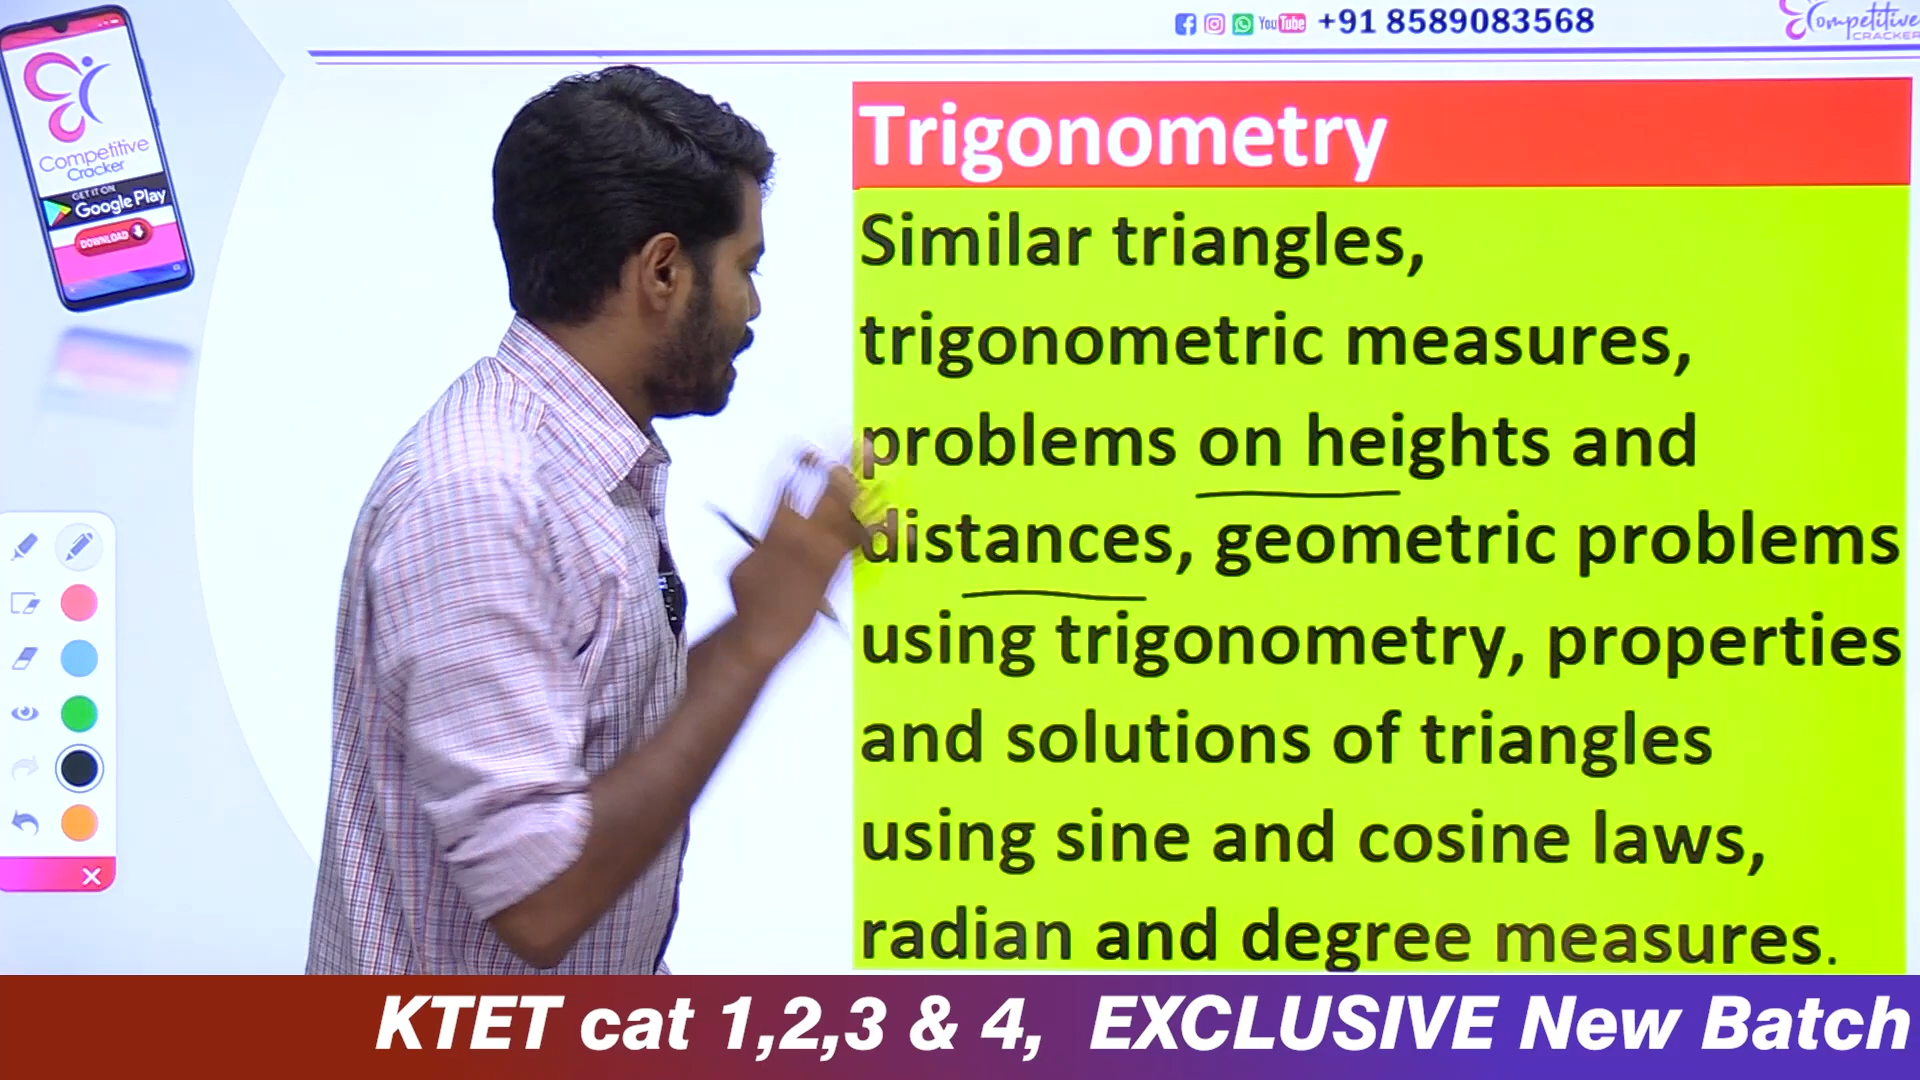 You Tube +91 8589083568
Competitive
CRACKER
Competitive
Cracker
GET IT ON
Google Play
DOWNLOAD
Trigonometry
Similar triangles,
trigonometric measures,
problems on heights and
distances, geometric problems
using trigonometry, properties
and solutions of triangles
using sine and cosine laws,
radian and degree measures.
KTET cat 1,2,3 & 4, EXCLUSIVE New Batch